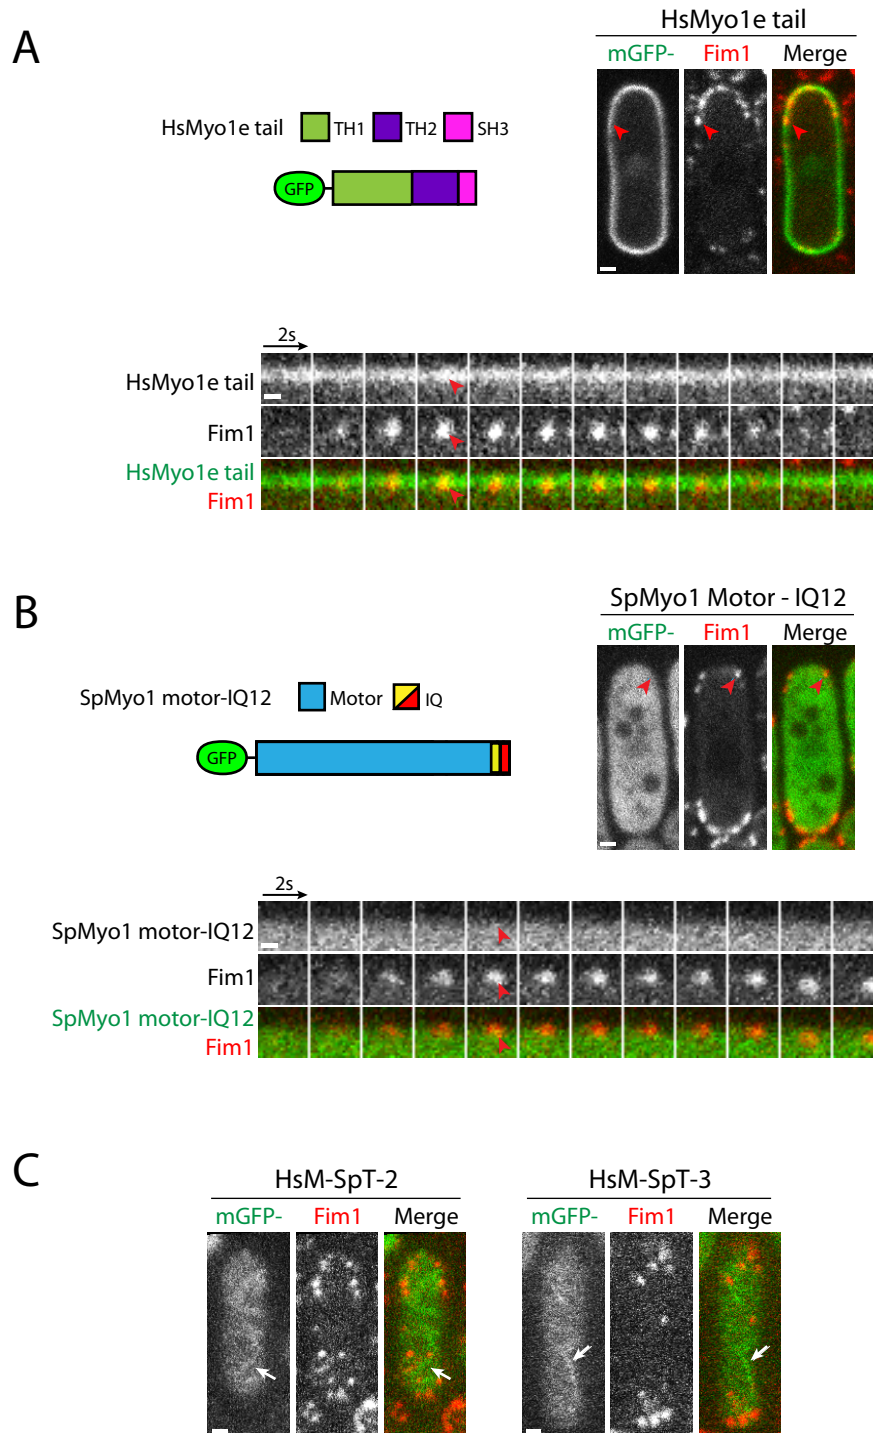 A
HsMyo1e tail
mGFP- Fim1 Merge
HsMyo1e tail TH1 TH2 SH3
GFP
2s
HsMyo1e tail
Fim1
HsMyo1e tail
Fim1
B
SpMyo1 Motor - IQ12
mGFP- Fim1 Merge
SpMyo1 motor-IQ12 Motor IQ
GFP
2s
SpMyo1 motor-IQ12
Fim1
SpMyo1 motor-IQ12
Fim1
C
HsM-SpT-2 HsM-SpT-3
mGFP- Fim1 Merge mGFP- Fim1 Merge